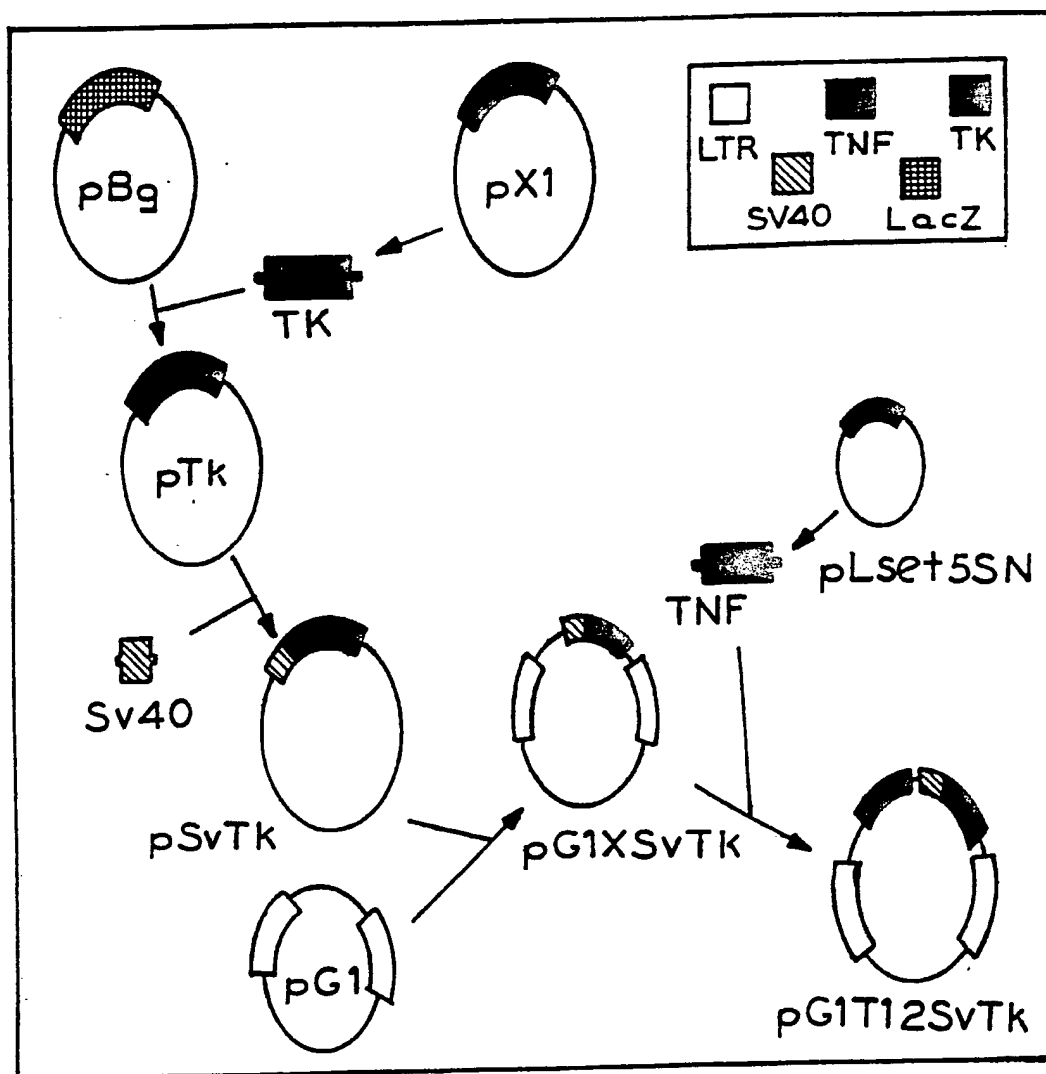 pBg
pX1
LTR
TNF
TK
SV40
LacZ
TK
pTk
pLset5SN
TNF
Sv40
pSvTk
pG1XSvTk
pG1
pG1T12SvTk